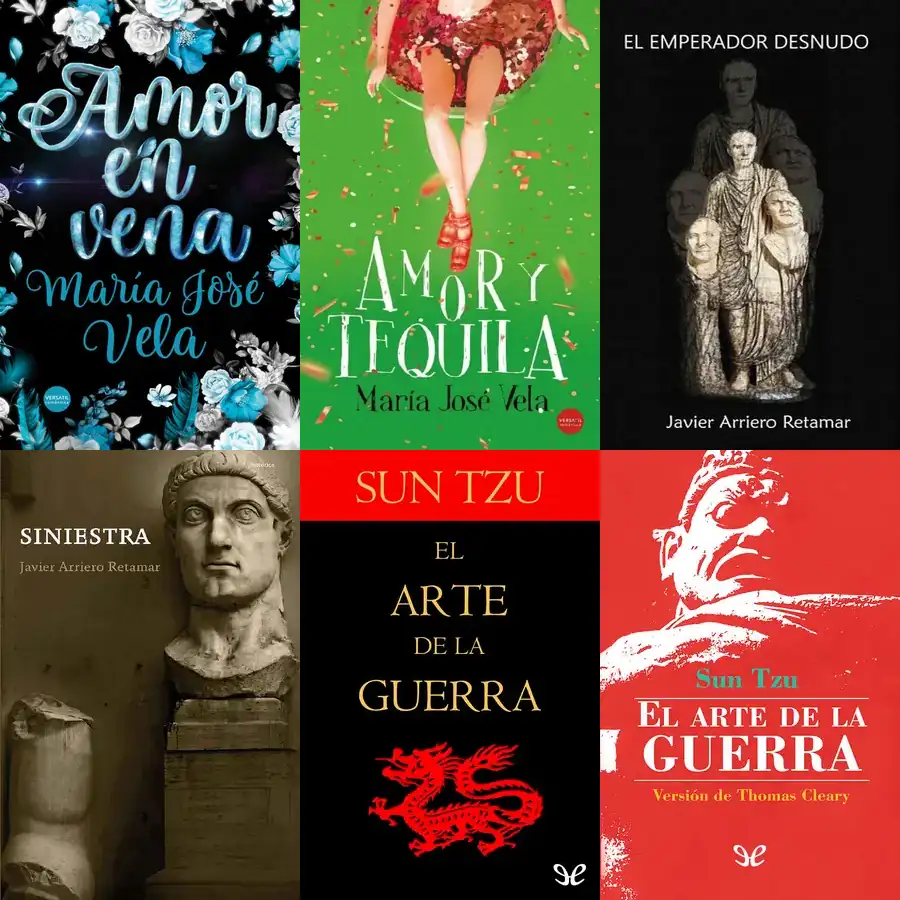 Amor
en
vena
María José
Vela
VERSATIL
AMOR Y
TEQUILA
María José Vela
VERSATIL
EL EMPERADOR DESNUDO
Javier Arriero Retamar
SINIESTRA
Javier Arriero Retamar
SUN TZU
EL
ARTE
DE LA
GUERRA
Sun Tzu
EL ARTE DE LA
GUERRA
Versión de Thomas Cleary